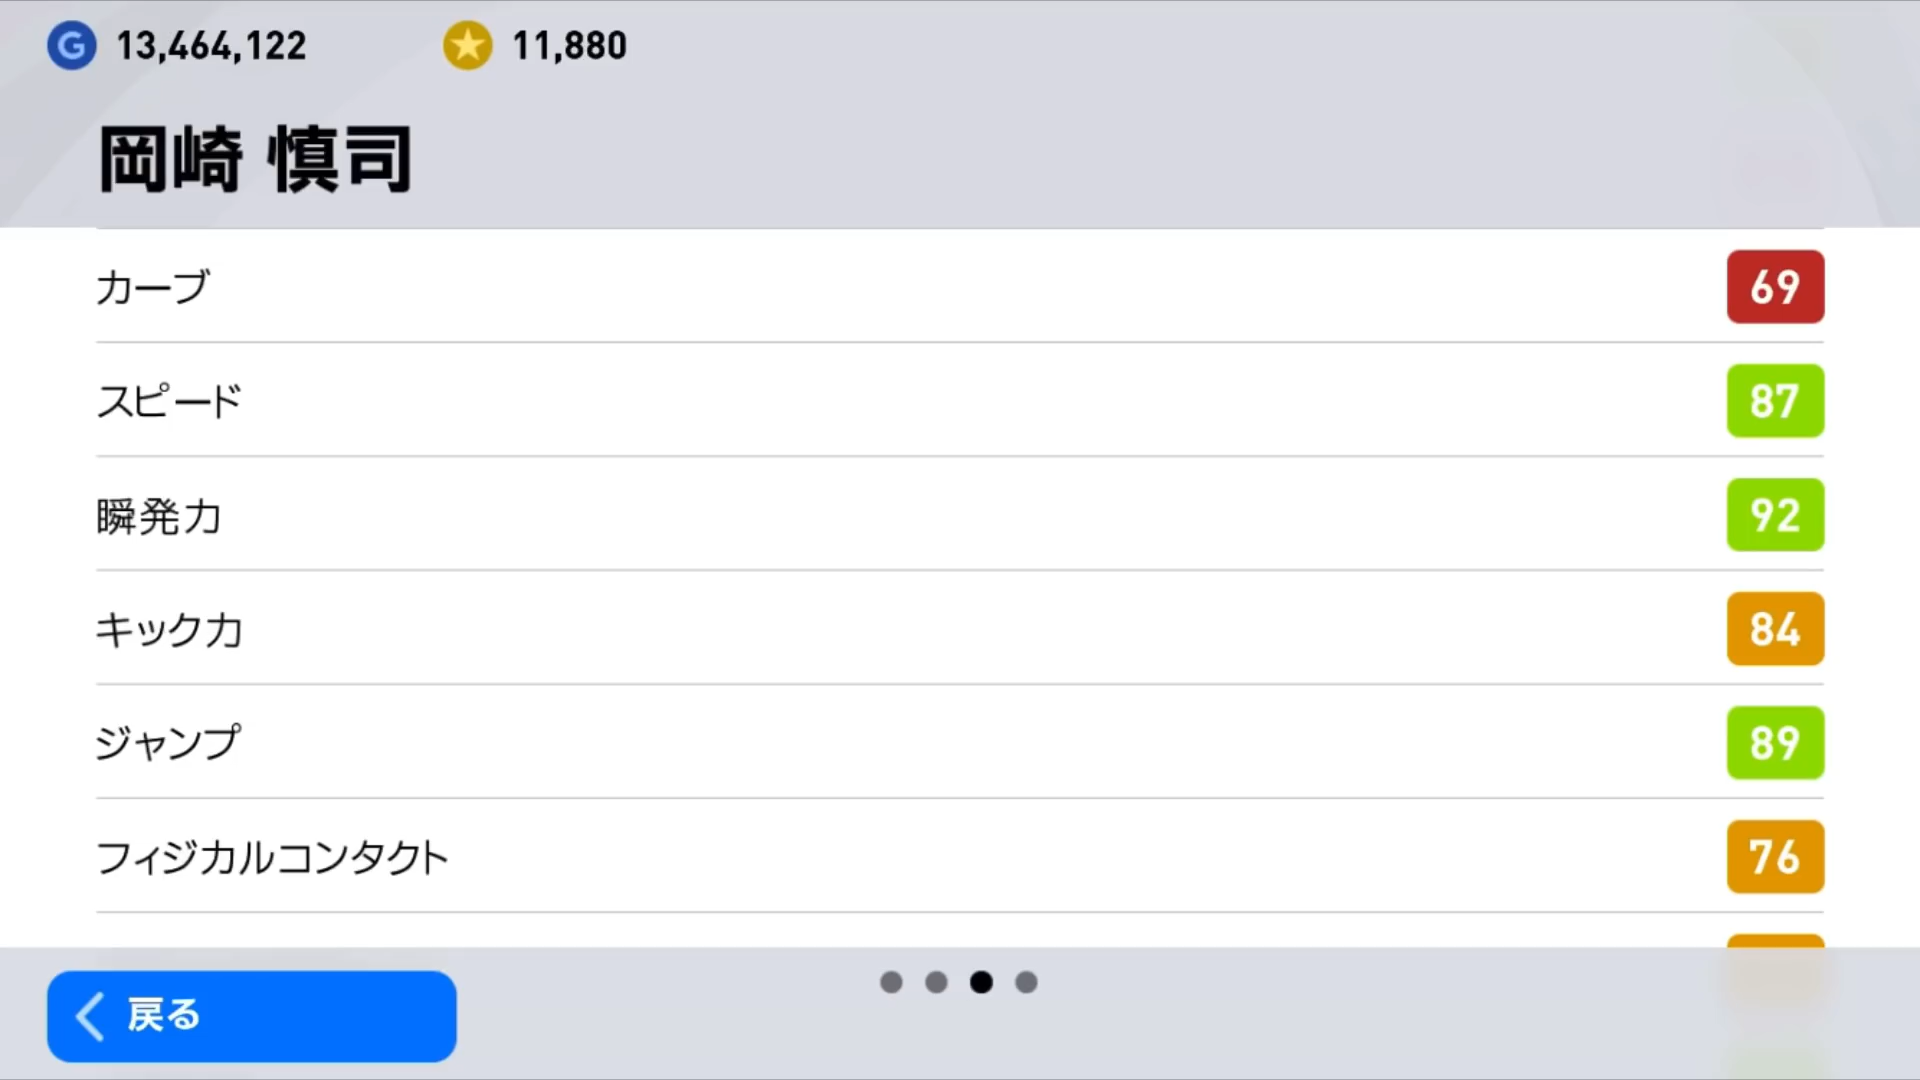 G 13,464,122 11,880
岡崎 慎司
カーブ 69
スピード 87
瞬発力 92
キック力 84
ジャンプ 89
フィジカルコンタクト 76
戻る